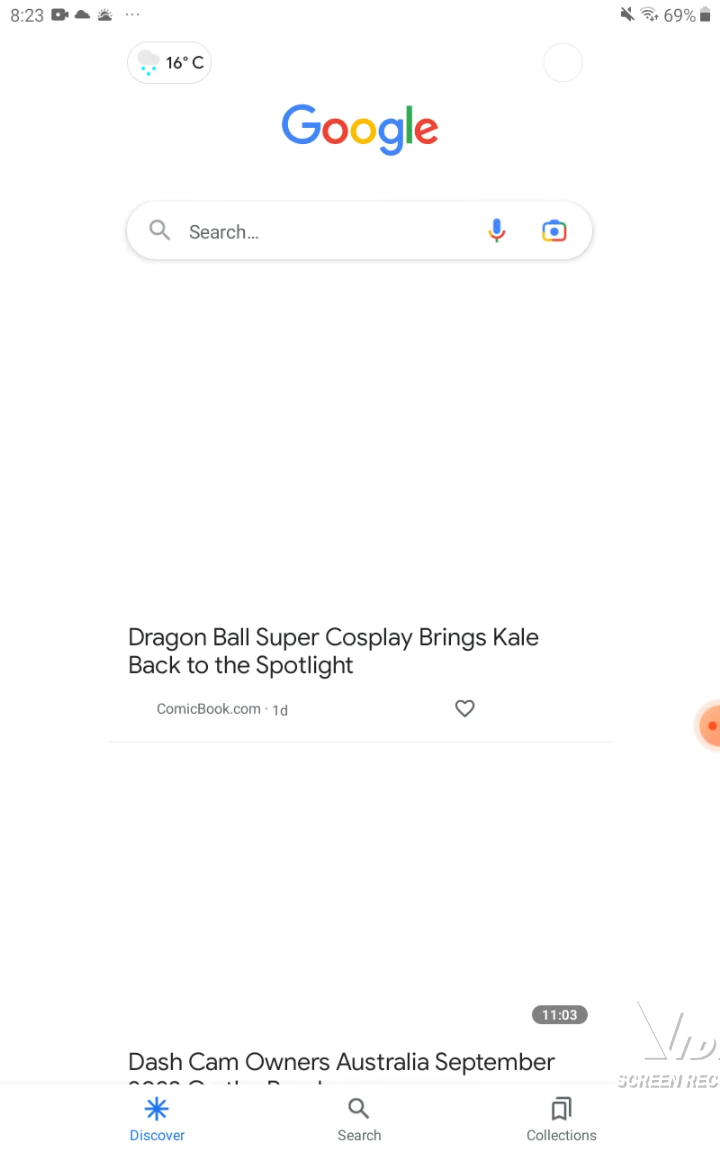 8:23 69%
16° C
Google
Search...
Dragon Ball Super Cosplay Brings Kale
Back to the Spotlight
ComicBook.com · 1d
11:03
Dash Cam Owners Australia September
Discover Search Collections
SCREEN REC